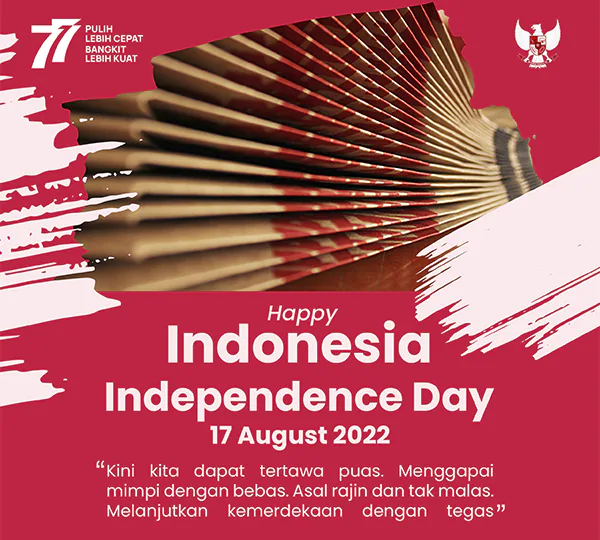 77
PULIH
LEBIH CEPAT
BANGKIT
LEBIH KUAT
Happy
Indonesia
Independence Day
17 August 2022
“Kini kita dapat tertawa puas. Menggapai
mimpi dengan bebas. Asal rajin dan tak malas.
Melanjutkan kemerdekaan dengan tegas”